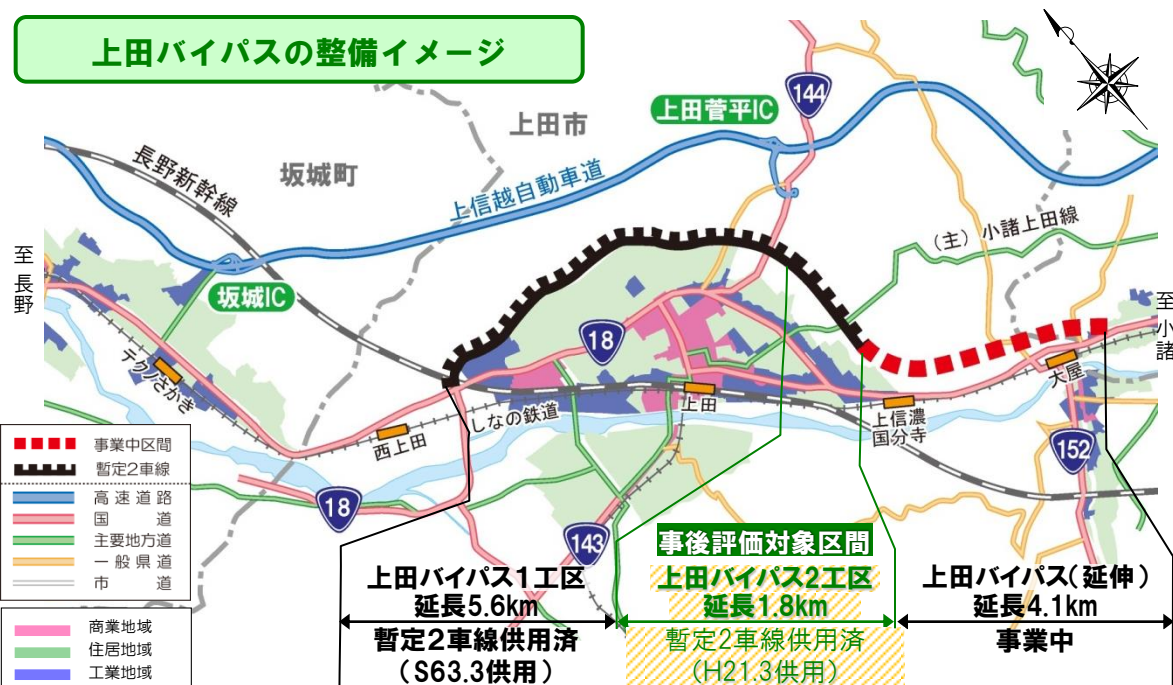 上田バイパスの整備イメージ
144
上田菅平IC
上田市
坂城町
長野新幹線
上信越自動車道
(主)小諸上田線
至長野
坂城IC
至小諸
18
テクノさかき
大屋
上田
しなの鉄道
西上田
上信濃
国分寺
152
18
143
事業中区間
暫定2車線
高速道路
国道
主要地方道
一般県道
市道
商業地域
住居地域
工業地域
上田バイパス1工区
延長5.6km
暫定2車線供用済
(S63.3供用)
事後評価対象区間
上田バイパス2工区
延長1.8km
暫定2車線供用済
(H21.3供用)
上田バイパス(延伸)
延長4.1km
事業中